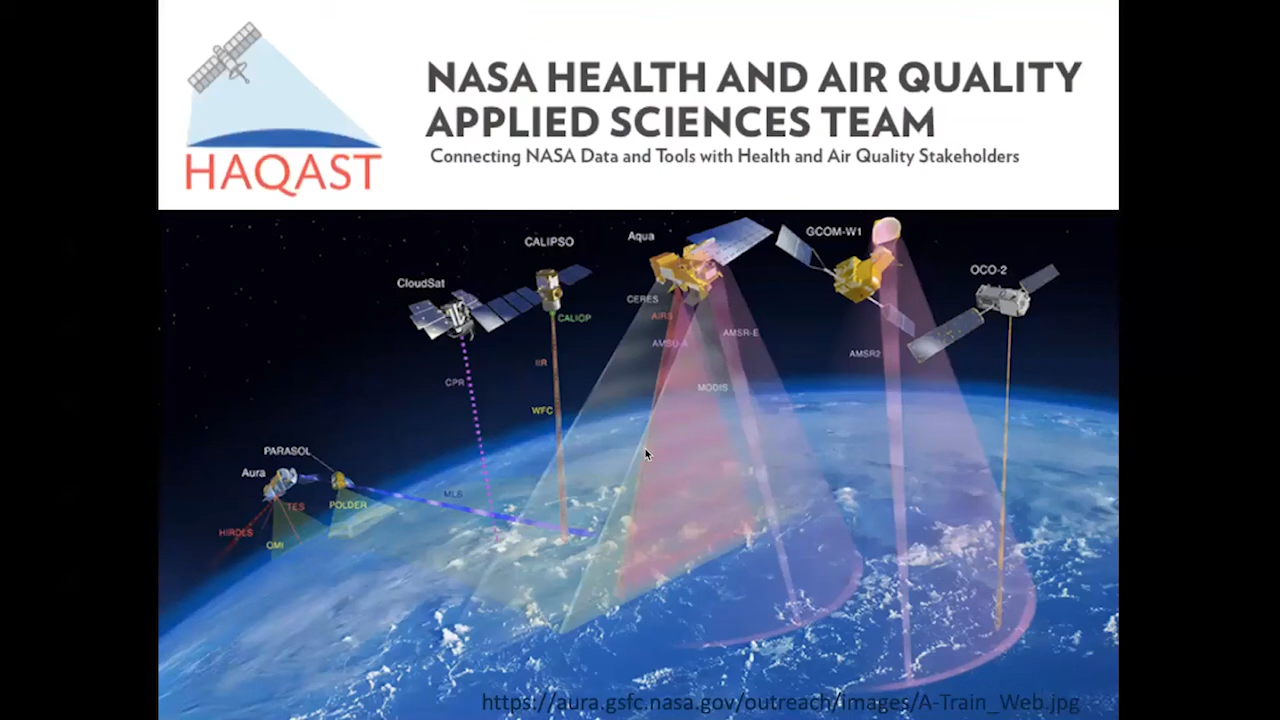 HAQAST
NASA HEALTH AND AIR QUALITY
APPLIED SCIENCES TEAM
Connecting NASA Data and Tools with Health and Air Quality Stakeholders
Aura
PARASOL
HIRDLS
TES
OMI
POLDER
MLS
CloudSat
CPR
CALIPSO
CALIOP
IIR
WFC
Aqua
CERES
AIRS
AMSU-A
AMSR-E
MODIS
GCOM-W1
AMSR2
OCO-2
https://aura.gsfc.nasa.gov/outreach/images/A-Train_Web.jpg